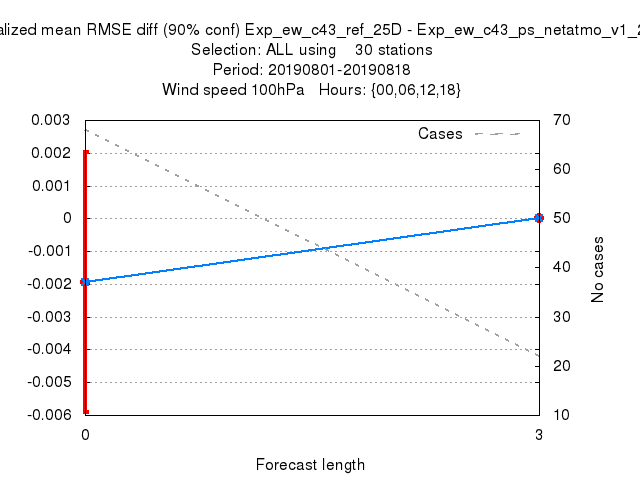 alized mean RMSE diff (90% conf) Exp_ew_c43_ref_25D - Exp_ew_c43_ps_netatmo_v1_2
Selection: ALL using 30 stations
Period: 20190801-20190818
Wind speed 100hPa Hours: {00,06,12,18}
0.003
0.002
0.001
0
-0.001
-0.002
-0.003
-0.004
-0.005
-0.006
Cases
70
60
50
40
30
20
10
No cases
0
3
Forecast length